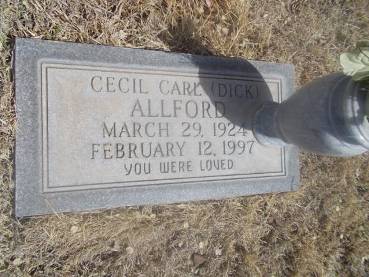 CECIL CARL (DICK)
ALLFORD
MARCH 29, 1924
FEBRUARY 12, 1997
YOU WERE LOVED